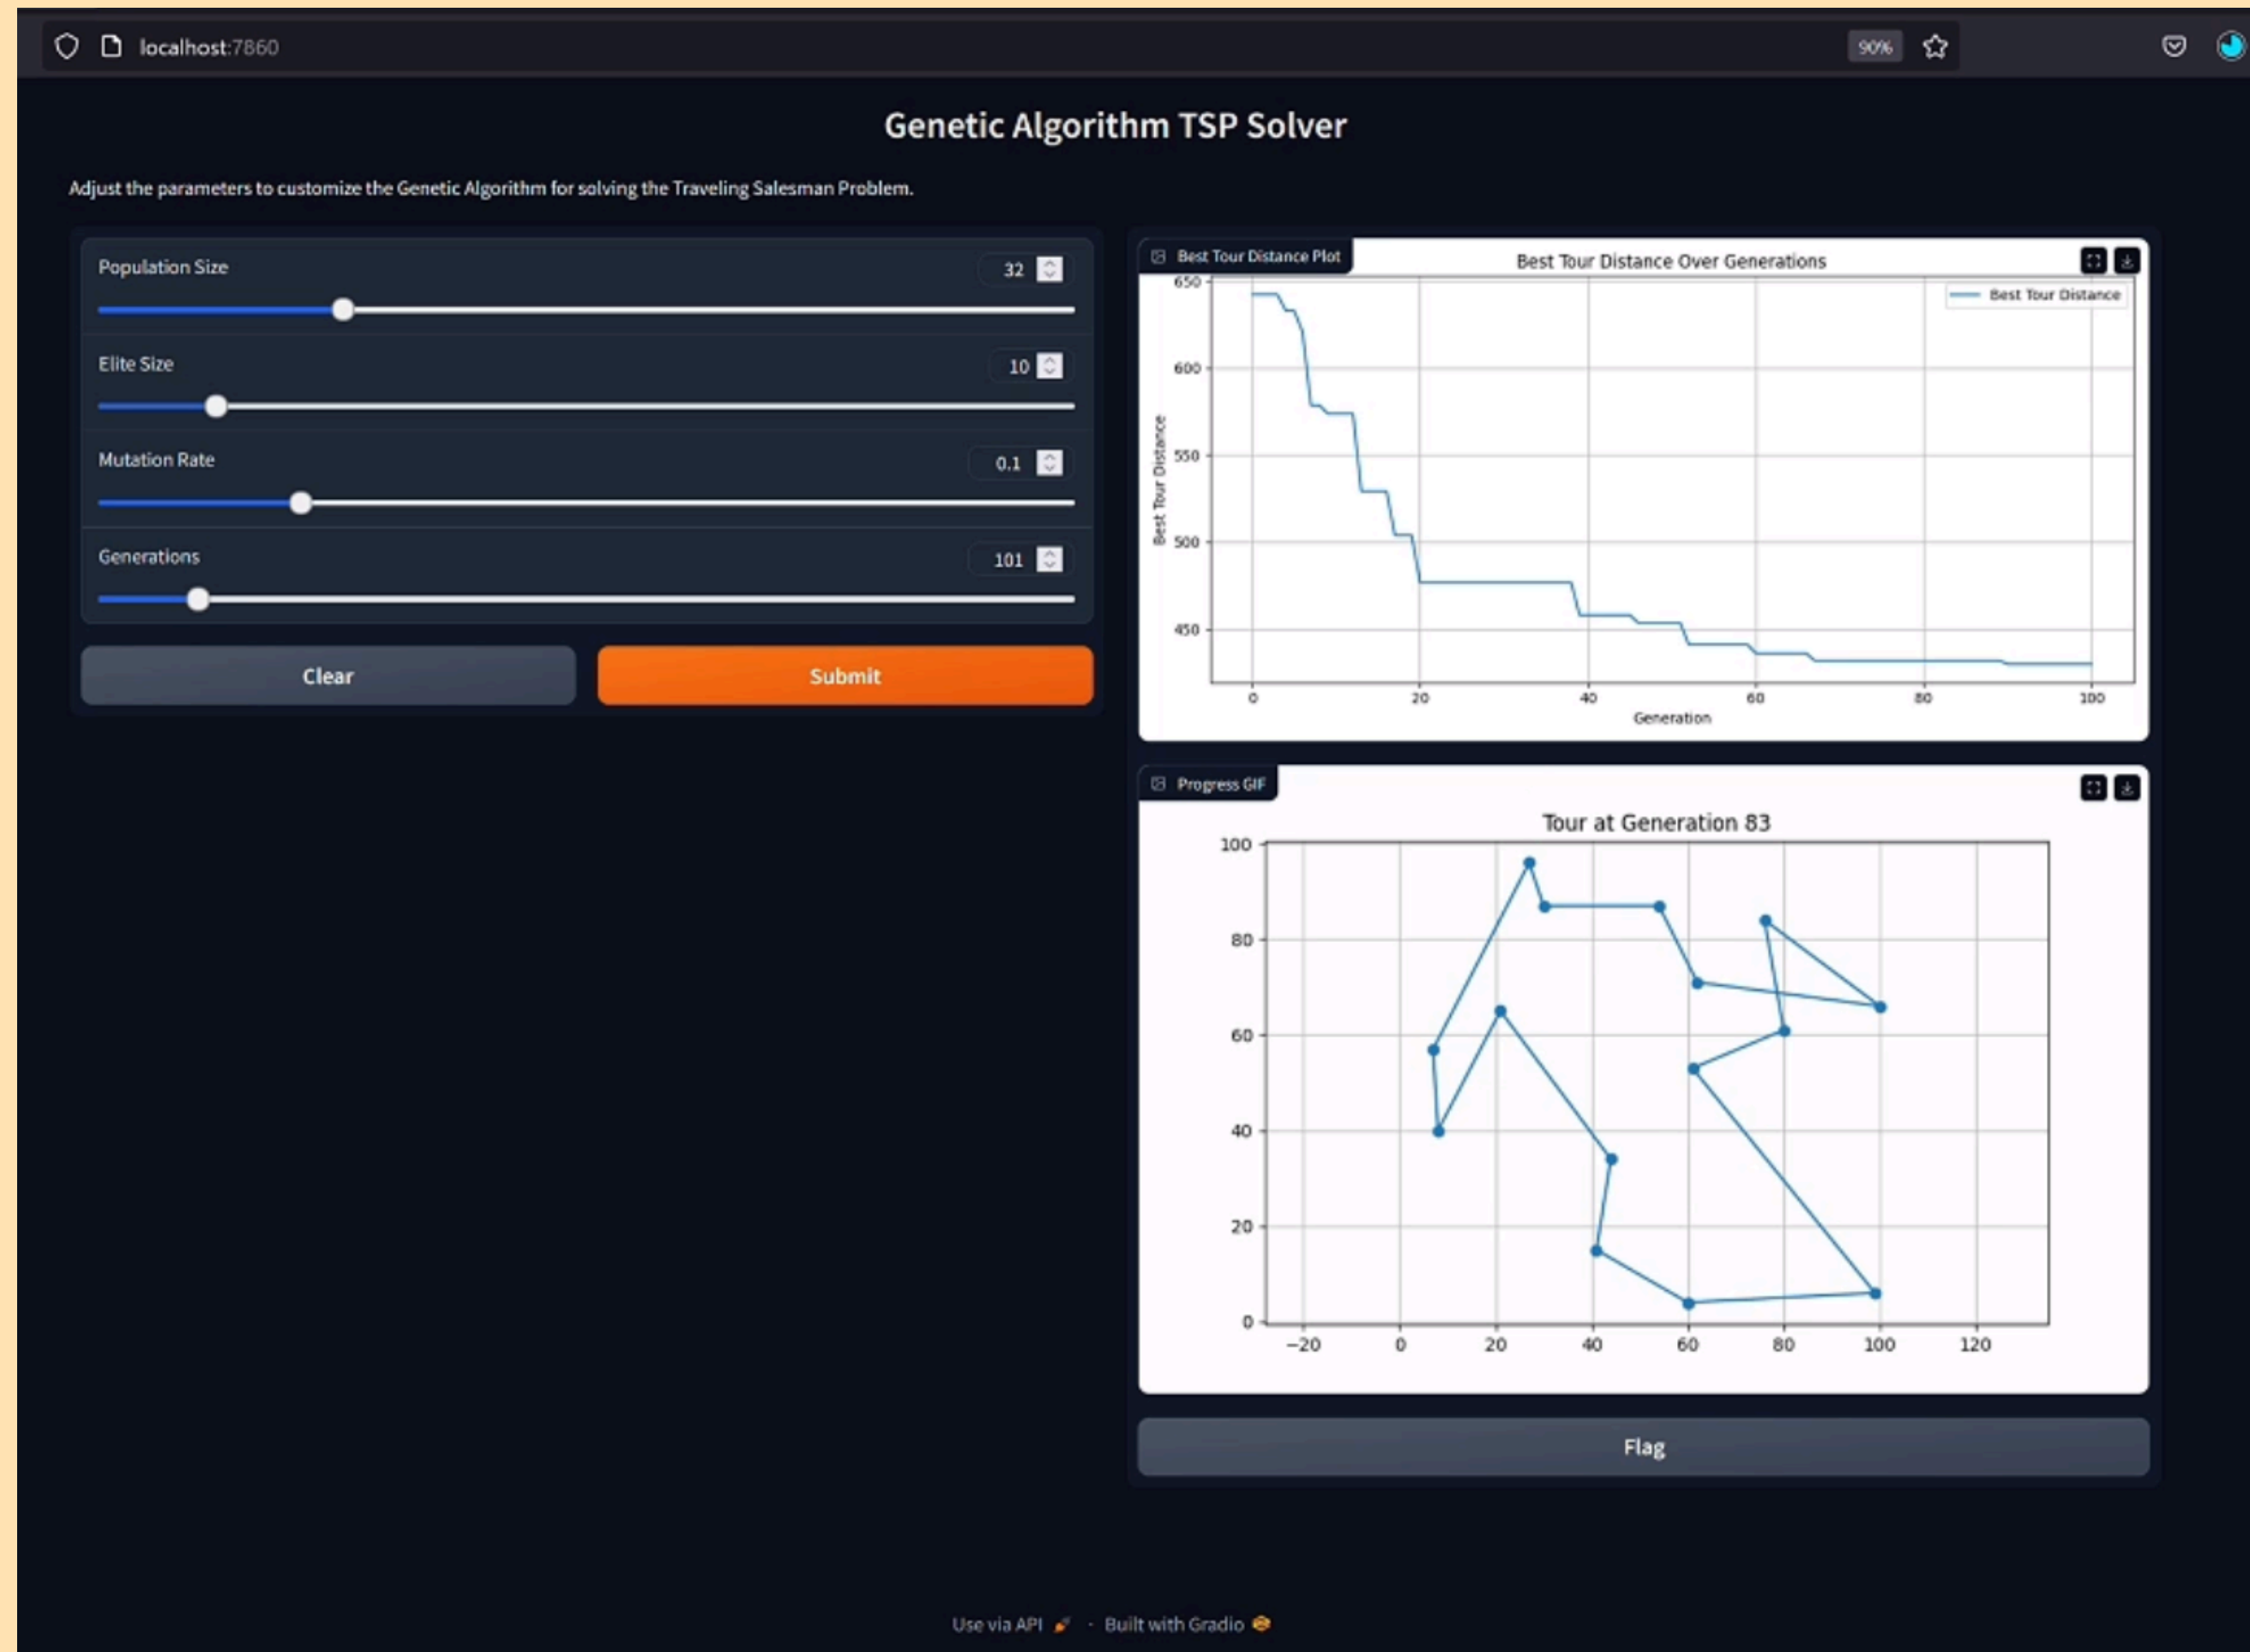 localhost:7860
90%
Genetic Algorithm TSP Solver
Adjust the parameters to customize the Genetic Algorithm for solving the Traveling Salesman Problem.
Population Size
32
Elite Size
10
Mutation Rate
0.1
Generations
101
Clear
Submit
Best Tour Distance Plot
Best Tour Distance Over Generations
Best Tour Distance
650
600
550
500
450
Best Tour Distance
0 20 40 60 80 100
Generation
Progress GIF
Tour at Generation 83
100
80
60
40
20
0
−20 0 20 40 60 80 100 120
Flag
Use via API · Built with Gradio